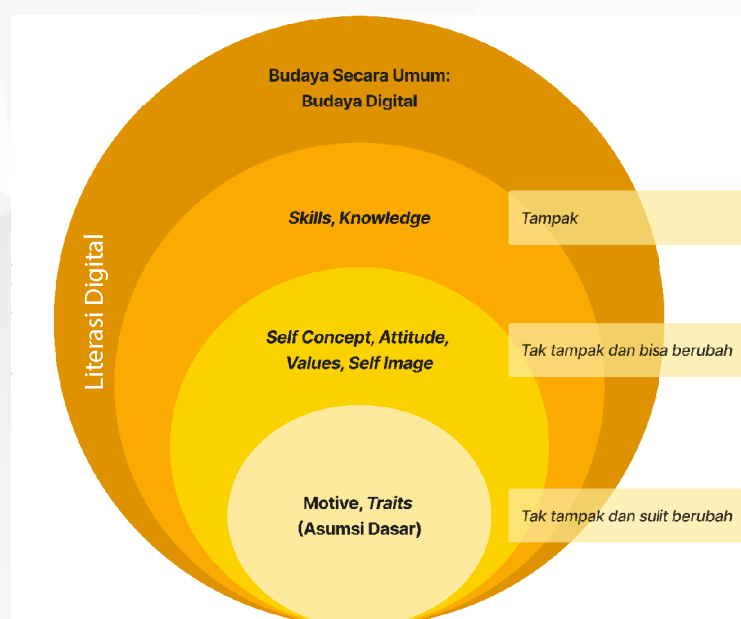 Budaya Secara Umum:
Budaya Digital
Skills, Knowledge
Tampak
Literasi Digital
Self Concept, Attitude,
Values, Self Image
Tak tampak dan bisa berubah
Motive, Traits
(Asumsi Dasar)
Tak tampak dan sulit berubah